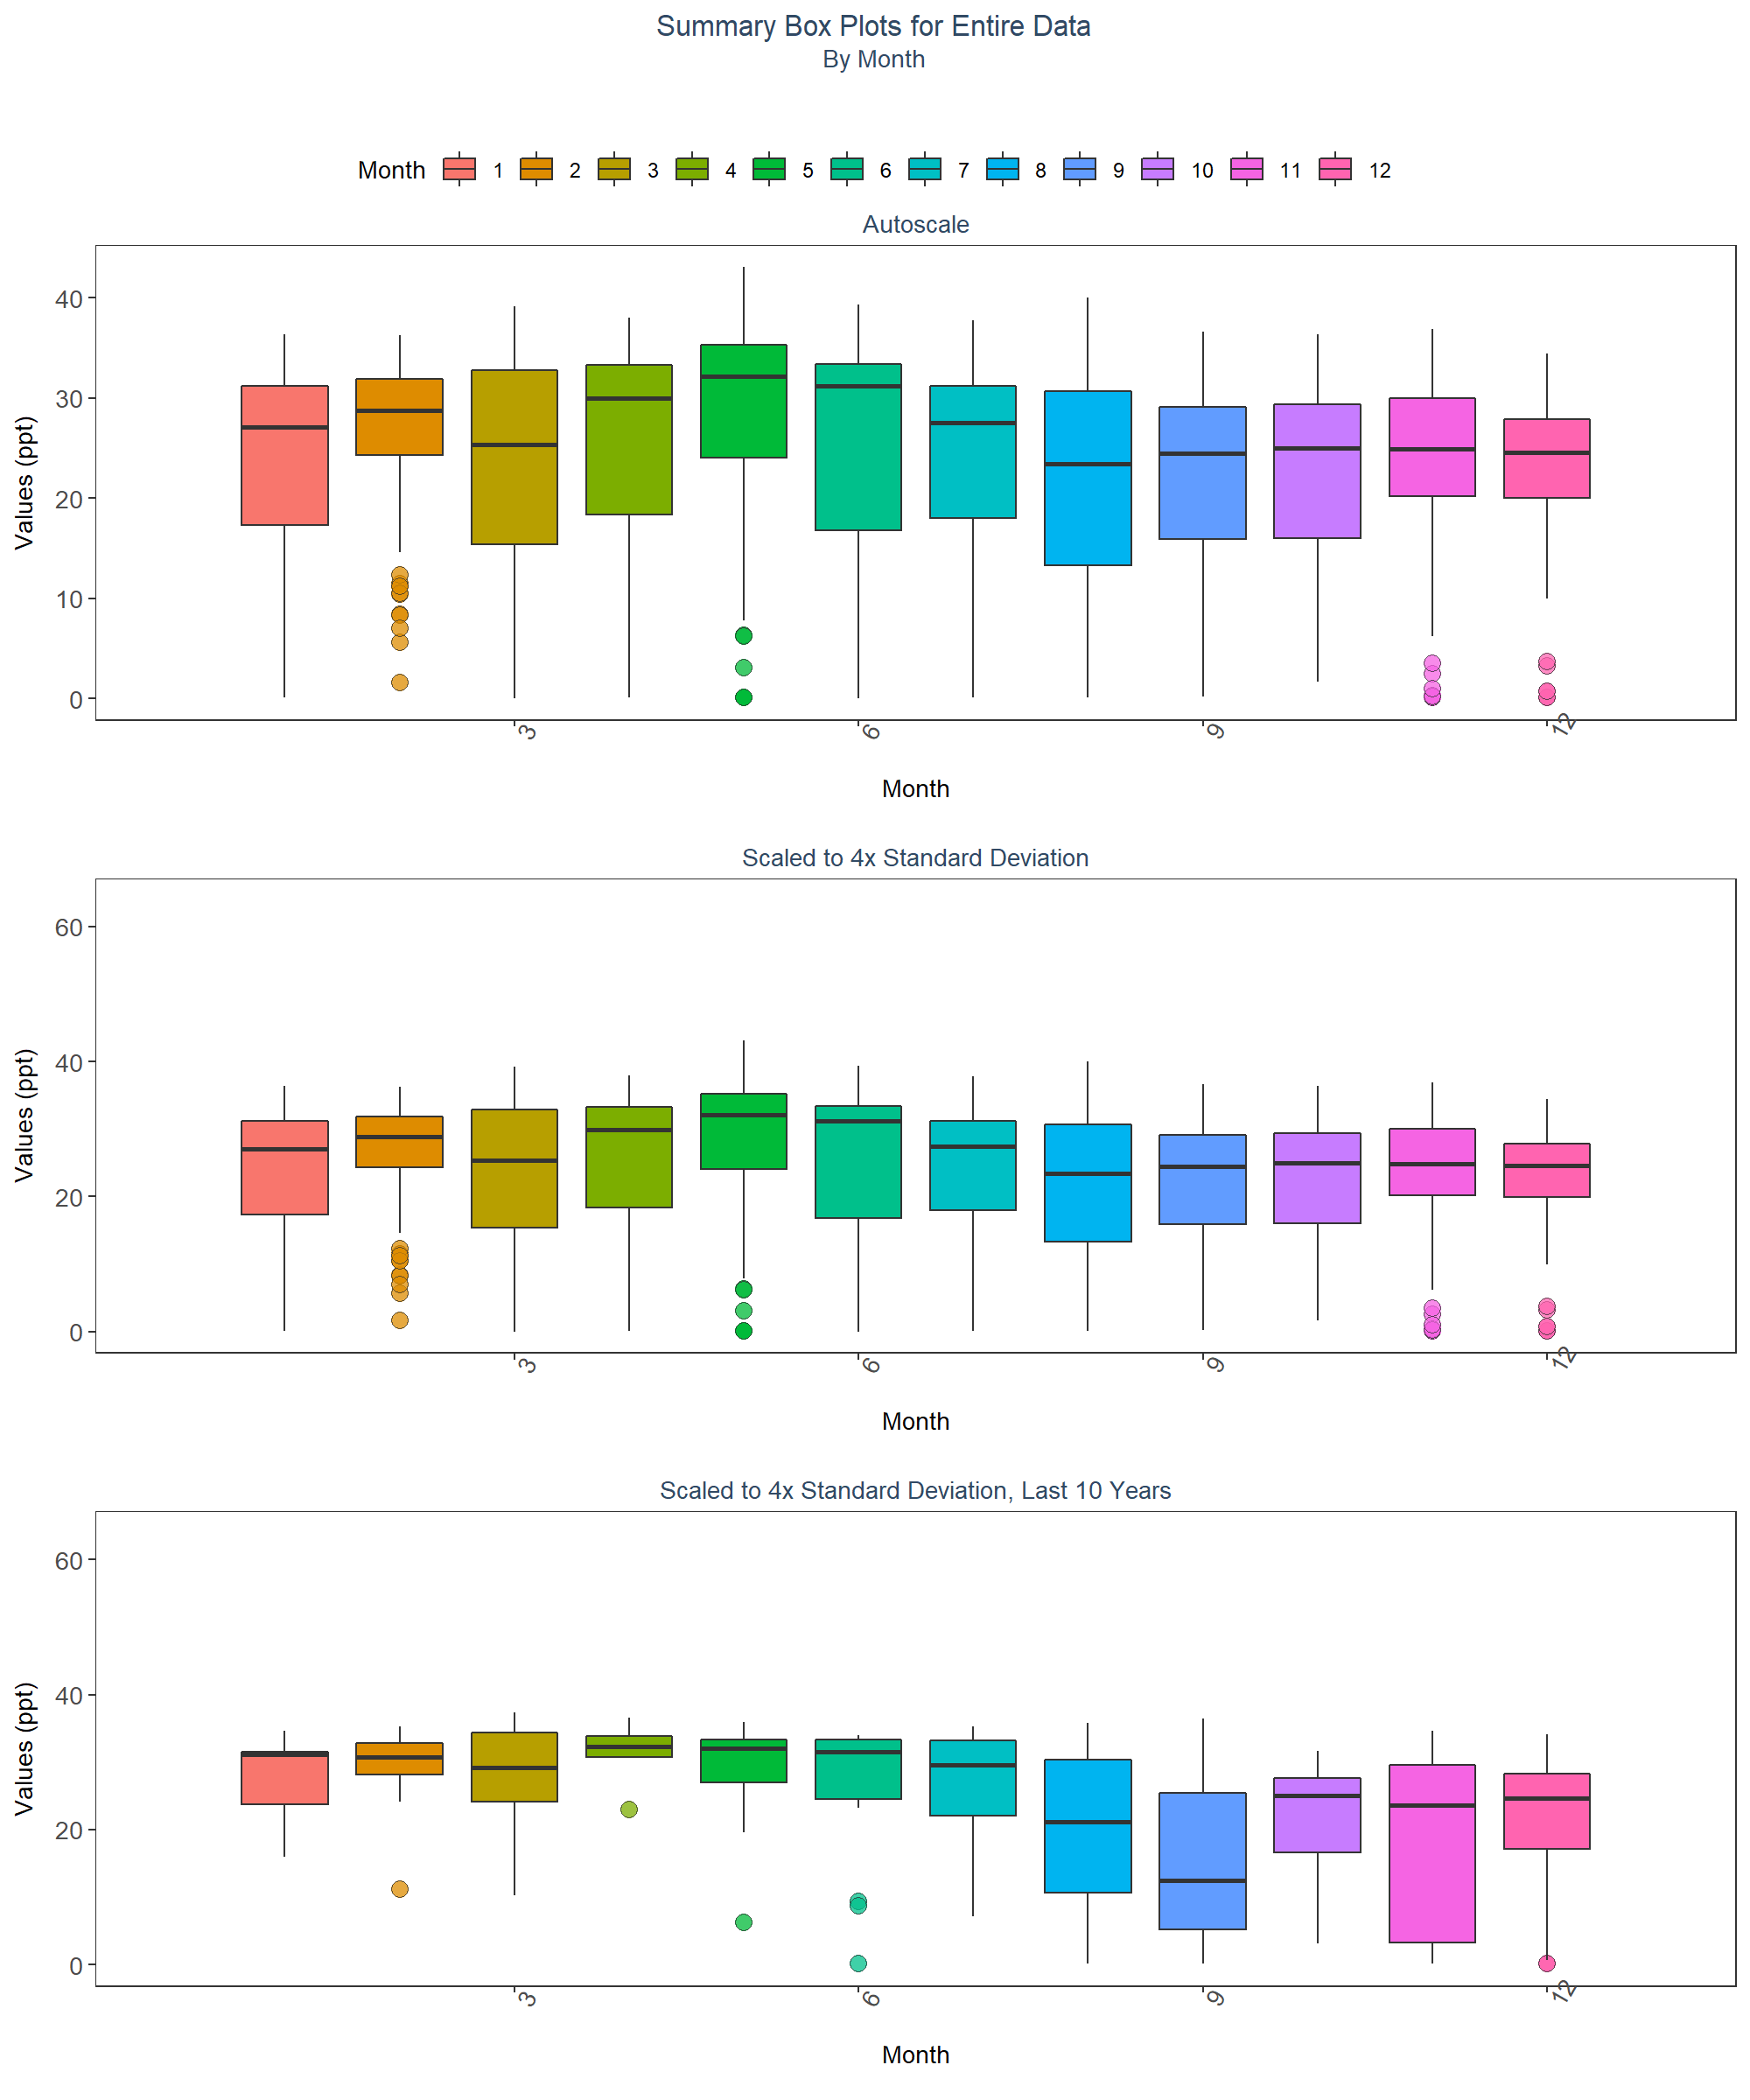 Summary Box Plots for Entire Data
By Month
Month 1 2 3 4 5 6 7 8 9 10 11 12
Autoscale
Values (ppt)
40
30
20
10
0
3 6 9 12
Month
Scaled to 4x Standard Deviation
Values (ppt)
60
40
20
0
3 6 9 12
Month
Scaled to 4x Standard Deviation, Last 10 Years
Values (ppt)
60
40
20
0
3 6 9 12
Month